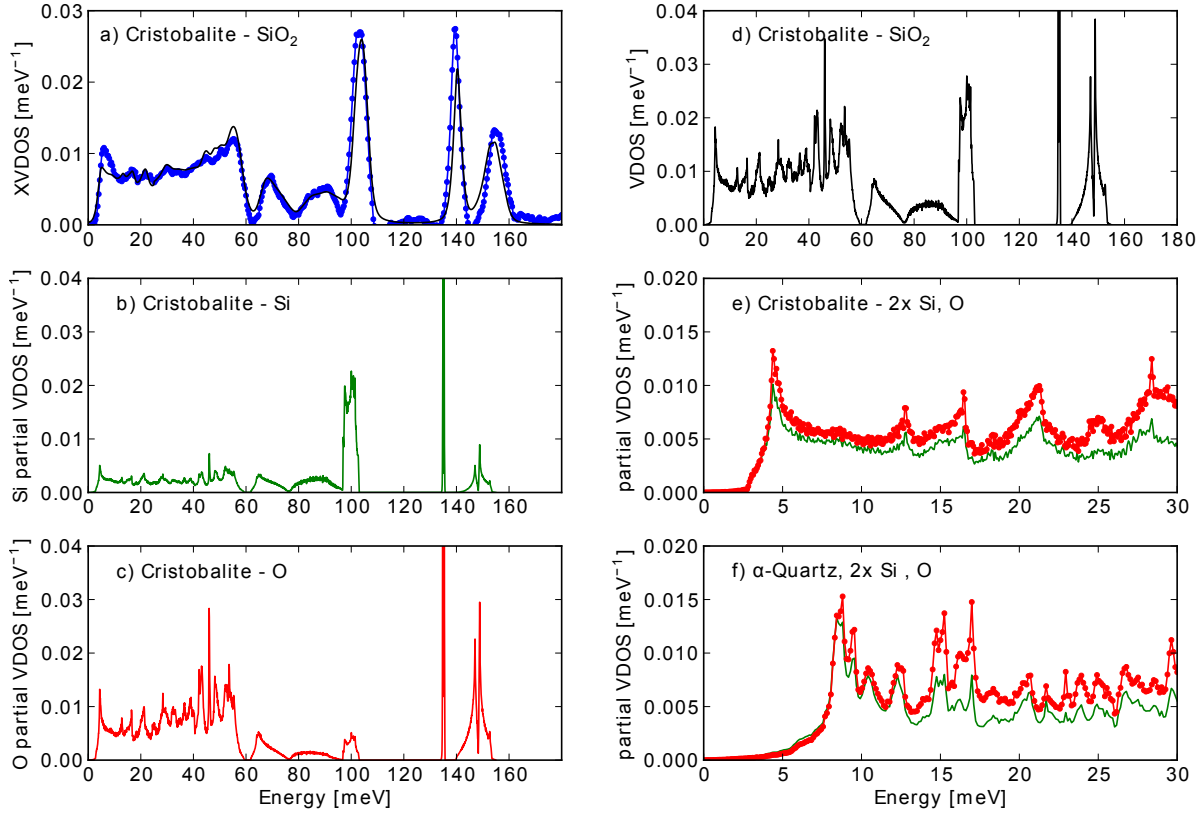 a) Cristobalite - SiO₂
XVDOS [meV⁻¹]
0.03
0.02
0.01
0.00
0 20 40 60 80 100 120 140 160
b) Cristobalite - Si
Si partial VDOS [meV⁻¹]
0.04
0.03
0.02
0.01
0.00
0 20 40 60 80 100 120 140 160
c) Cristobalite - O
O partial VDOS [meV⁻¹]
0.04
0.03
0.02
0.01
0.00
0 20 40 60 80 100 120 140 160
Energy [meV]
d) Cristobalite - SiO₂
VDOS [meV⁻¹]
0.04
0.03
0.02
0.01
0.00
0 20 40 60 80 100 120 140 160 180
e) Cristobalite - 2x Si, O
partial VDOS [meV⁻¹]
0.020
0.015
0.010
0.005
0.000
0 5 10 15 20 25 30
f) α-Quartz, 2x Si , O
partial VDOS [meV⁻¹]
0.020
0.015
0.010
0.005
0.000
0 5 10 15 20 25 30
Energy [meV]